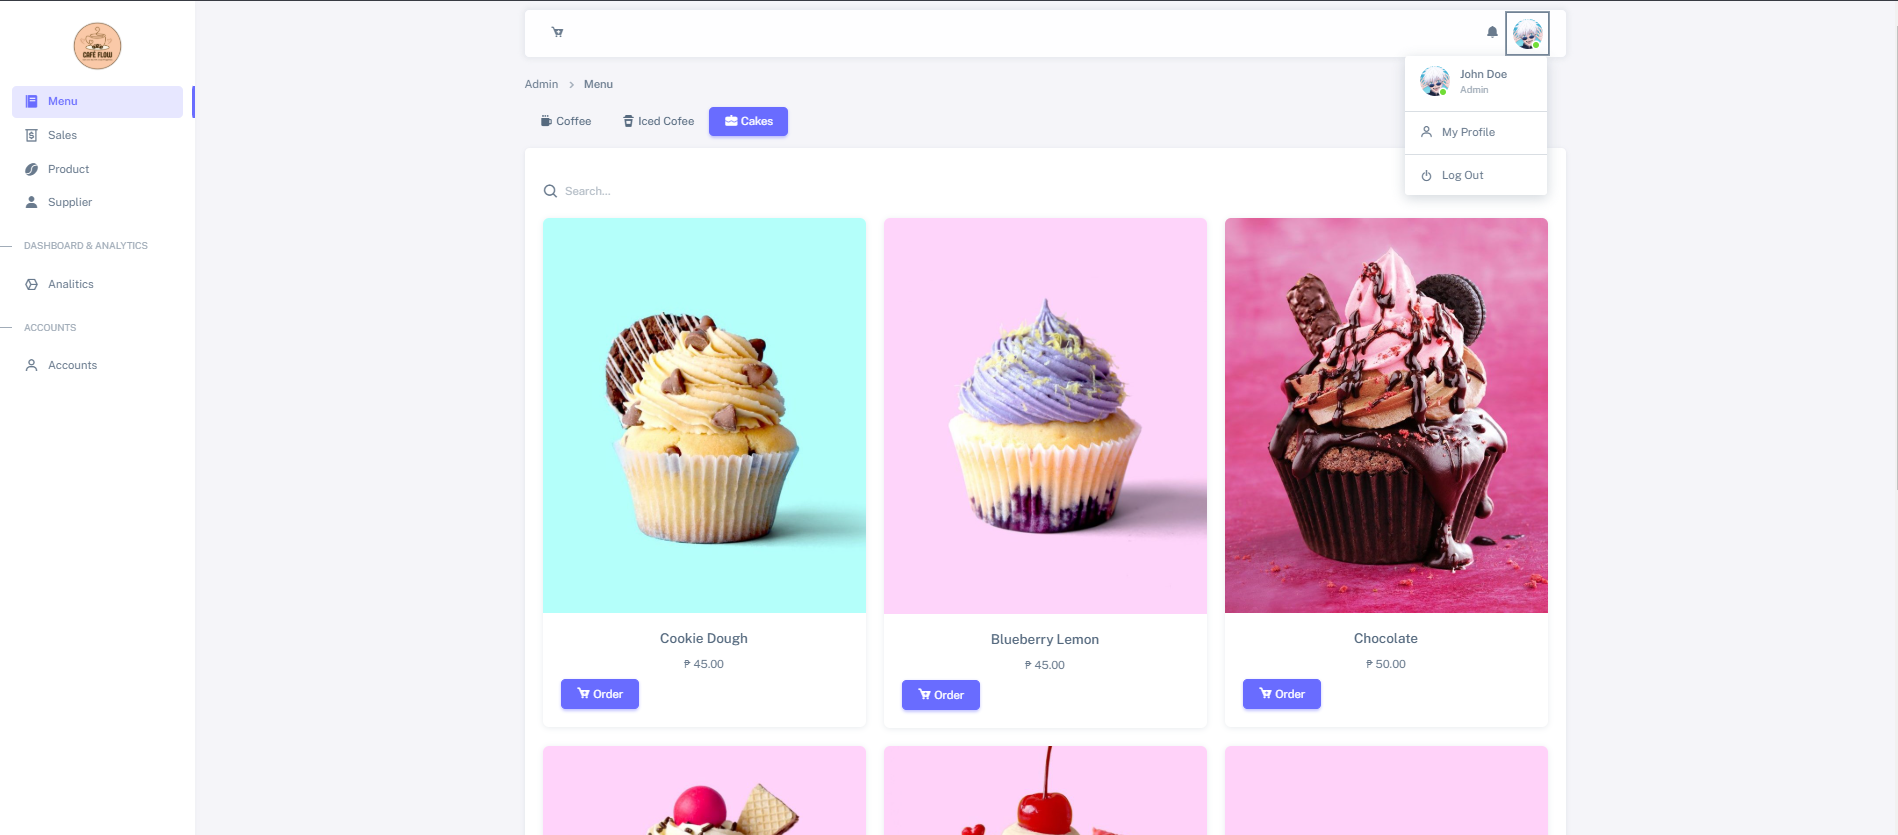 CAFÉ FLOW
Menu
Sales
Product
Supplier
DASHBOARD & ANALYTICS
Analitics
ACCOUNTS
Accounts
Admin > Menu
Coffee
Iced Cofee
Cakes
John Doe
Admin
My Profile
Log Out
Search...
Cookie Dough
₱ 45.00
Order
Blueberry Lemon
₱ 45.00
Order
Chocolate
₱ 50.00
Order